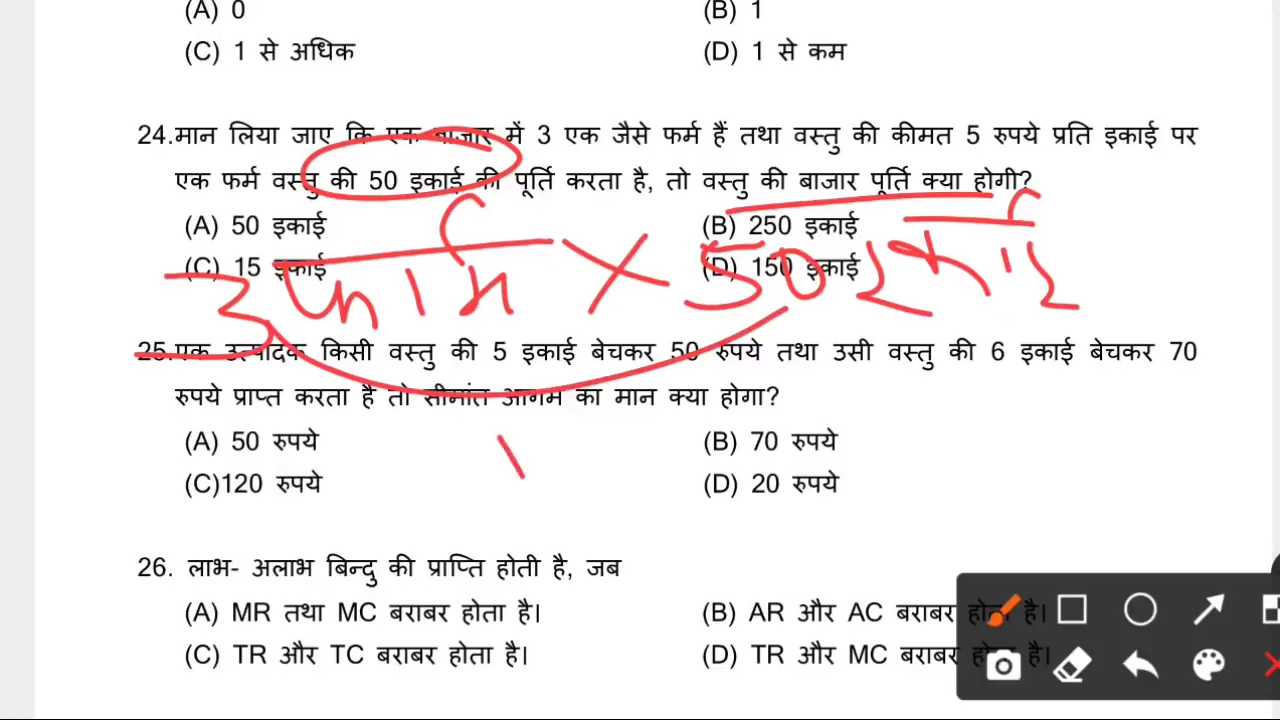 (A) 0 (B) 1
(C) 1 से अधिक (D) 1 से कम
24.मान लिया जाए कि एक बाजार में 3 एक जैसे फर्म हैं तथा वस्तु की कीमत 5 रुपये प्रति इकाई पर
एक फर्म वस्तु की 50 इकाई की पूर्ति करता है, तो वस्तु की बाजार पूर्ति क्या होगी?
(A) 50 इकाई (B) 250 इकाई
(C) 15 इकाई (D) 150 इकाई
3 फार्म × 50 इकाई
25.एक उत्पादक किसी वस्तु की 5 इकाई बेचकर 50 रुपये तथा उसी वस्तु की 6 इकाई बेचकर 70
रुपये प्राप्त करता है तो सीमांत आगम का मान क्या होगा?
(A) 50 रुपये (B) 70 रुपये
(C)120 रुपये (D) 20 रुपये
26. लाभ- अलाभ बिन्दु की प्राप्ति होती है, जब
(A) MR तथा MC बराबर होता है। (B) AR और AC बराबर होता है।
(C) TR और TC बराबर होता है। (D) TR और MC बराबर होता है।